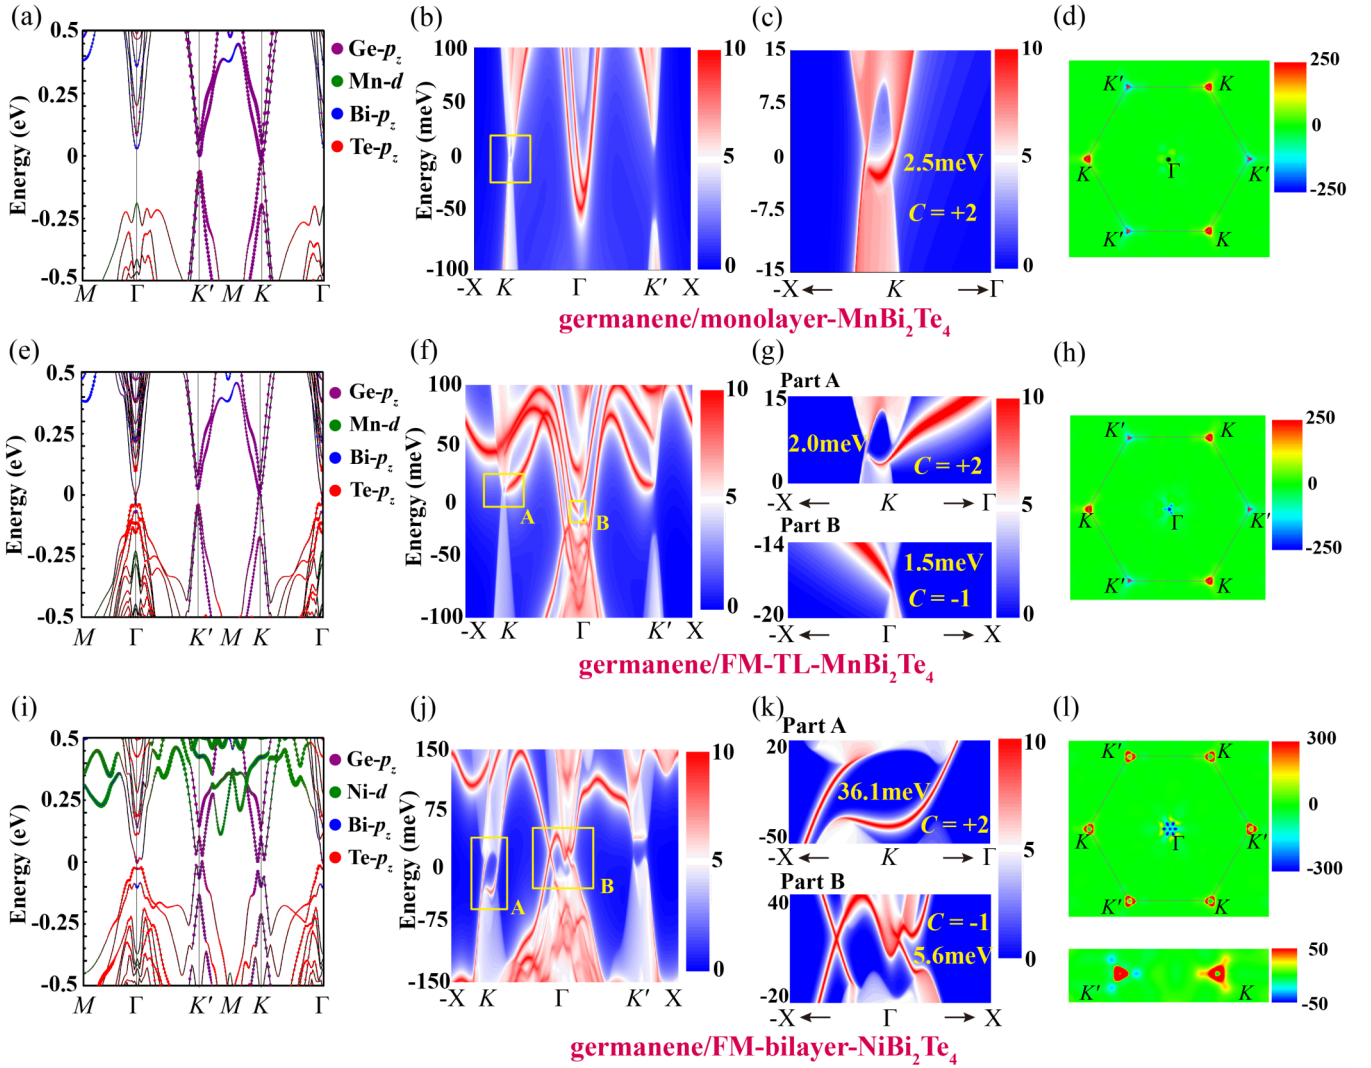 (a)
0.5
0.25
0
-0.25
-0.5
Energy (eV)
M Γ K' M K Γ
Ge-pz
Mn-d
Bi-pz
Te-pz
(b)
100
50
0
-50
-100
Energy (meV)
-X K Γ K' X
10
5
0
(c)
15
7.5
0
-7.5
-15
2.5meV
C = +2
-X ← K → Γ
10
5
0
(d)
K' K
K Γ K'
K' K
250
125
0
-125
-250
germanene/monolayer-MnBi2Te4
(e)
0.5
0.25
0
-0.25
-0.5
Energy (eV)
M Γ K' M K Γ
Ge-pz
Mn-d
Bi-pz
Te-pz
(f)
100
50
0
-50
-100
Energy (meV)
A
B
-X K Γ K' X
10
5
0
(g)
Part A
15
0
2.0meV
C = +2
-X ← K → Γ
Part B
-14
-20
1.5meV
C = -1
-X ← Γ → X
10
5
0
(h)
K' K
K Γ K'
K' K
250
125
0
-125
-250
germanene/FM-TL-MnBi2Te4
(i)
0.5
0.25
0
-0.25
-0.5
Energy (eV)
M Γ K' M K Γ
Ge-pz
Ni-d
Bi-pz
Te-pz
(j)
150
75
0
-75
-150
Energy (meV)
A
B
-X K Γ K' X
10
5
0
(k)
Part A
20
-50
36.1meV
C = +2
-X ← K → Γ
Part B
40
-20
C = -1
5.6meV
-X ← Γ → X
10
5
0
(l)
K' K
K Γ K'
K' K
300
150
0
-150
-300
K' K
50
-50
germanene/FM-bilayer-NiBi2Te4